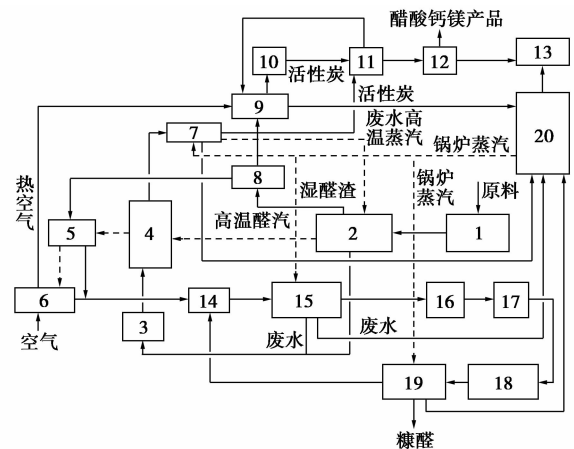 醋酸钙镁产品
10
11
12
13
活性炭
9
活性炭
废水高
温蒸汽
7
锅炉蒸汽
20
热空气
8
湿醛渣
锅炉
蒸汽
原料
5
4
高温醛汽
2
1
6
14
15
16
17
空气
3
废水
废水
19
18
糠醛